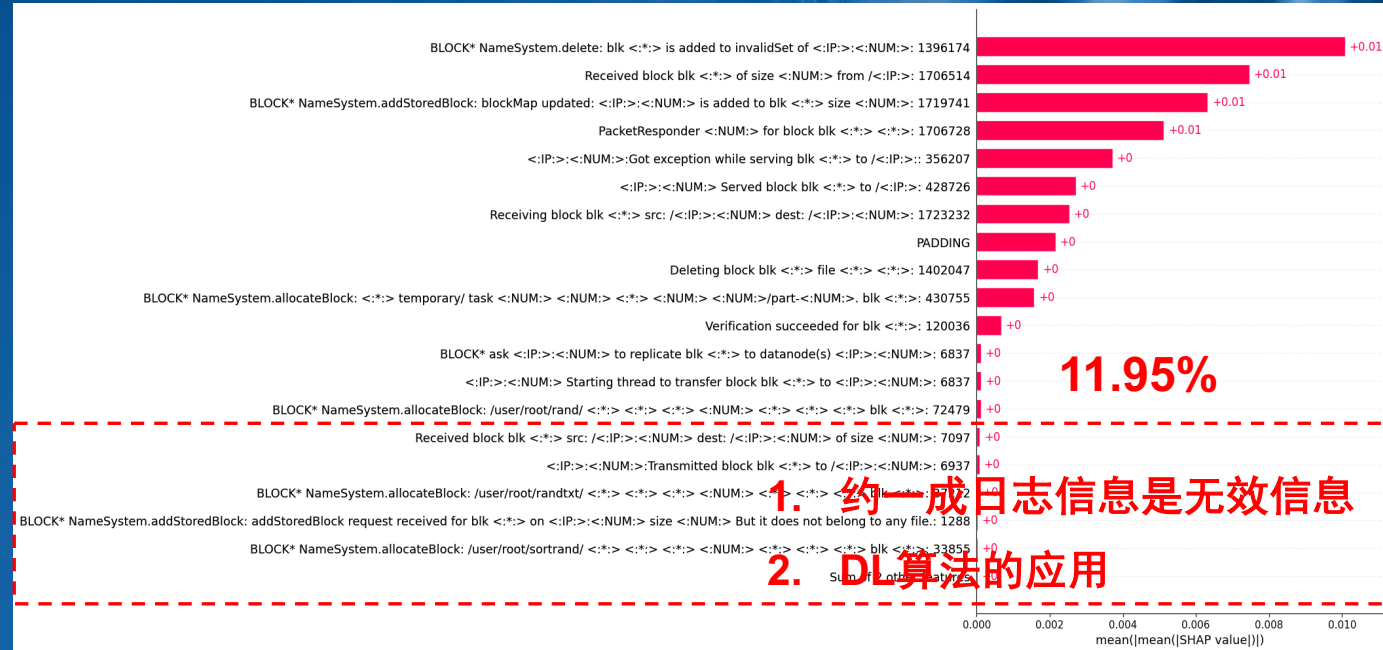 BLOCK* NameSystem.delete: blk <:*:> is added to invalidSet of <:IP:>:<:NUM:>: 1396174
+0.01
Received block blk <:*:> of size <:NUM:> from /<:IP:>: 1706514
+0.01
BLOCK* NameSystem.addStoredBlock: blockMap updated: <:IP:>:<:NUM:> is added to blk <:*:> size <:NUM:>: 1719741
+0.01
PacketResponder <:NUM:> for block blk <:*:> <:*:>: 1706728
+0.01
<:IP:>:<:NUM:>:Got exception while serving blk <:*:> to /<:IP:>:: 356207
+0
<:IP:>:<:NUM:> Served block blk <:*:> to /<:IP:>: 428726
+0
Receiving block blk <:*:> src: /<:IP:>:<:NUM:> dest: /<:IP:>:<:NUM:>: 1723232
+0
PADDING
+0
Deleting block blk <:*:> file <:*:> <:*:>: 1402047
+0
BLOCK* NameSystem.allocateBlock: <:*:> temporary/ task <:NUM:> <:NUM:> <:*:> <:NUM:> <:NUM:>/part-<:NUM:>. blk <:*:>: 430755
+0
Verification succeeded for blk <:*:>: 120036
+0
BLOCK* ask <:IP:>:<:NUM:> to replicate blk <:*:> to datanode(s) <:IP:>:<:NUM:>: 6837
+0
<:IP:>:<:NUM:> Starting thread to transfer block blk <:*:> to <:IP:>:<:NUM:>: 6837
+0
11.95%
BLOCK* NameSystem.allocateBlock: /user/root/rand/ <:*:> <:*:> <:*:> <:NUM:> <:*:> <:*:> <:*:> blk <:*:>: 72479
+0
Received block blk <:*:> src: /<:IP:>:<:NUM:> dest: /<:IP:>:<:NUM:> of size <:NUM:>: 7097
+0
<:IP:>:<:NUM:>:Transmitted block blk <:*:> to /<:IP:>:<:NUM:>: 6937
+0
BLOCK* NameSystem.allocateBlock: /user/root/randtxt/ <:*:> <:*:> <:*:> <:NUM:>
1. 约一成日志信息是无效信息
BLOCK* NameSystem.addStoredBlock: addStoredBlock request received for blk <:*:> on <:IP:>:<:NUM:> size <:NUM:> But it does not belong to any file.: 1288
+0
BLOCK* NameSystem.allocateBlock: /user/root/sortrand/ <:*:> <:*:> <:*:> <:NUM:> <:*:> <:*:> <:*:> blk <:*:>: 33855
+0
2. DL算法的应用
0.000 0.002 0.004 0.006 0.008 0.010
mean(|mean(|SHAP value|)|)